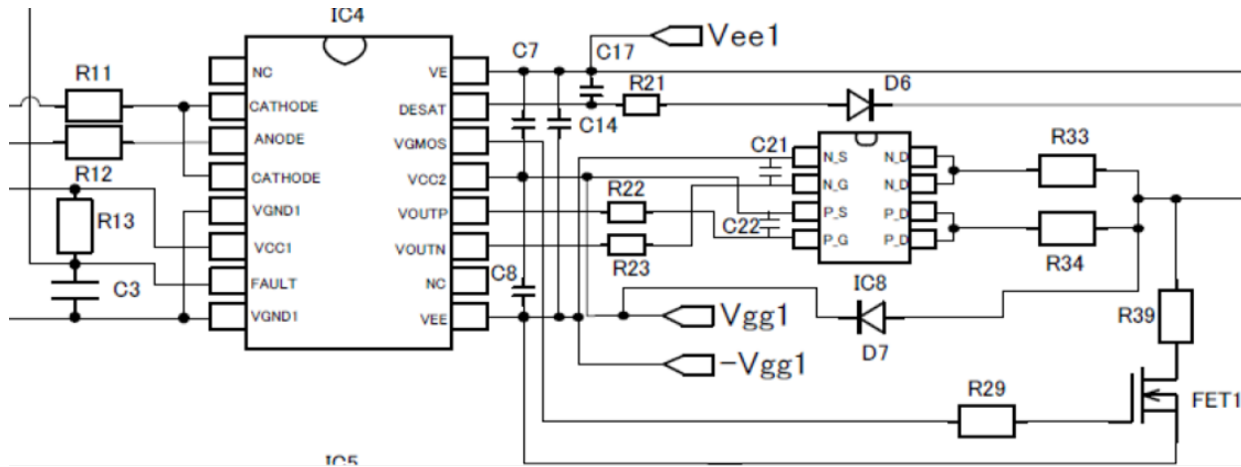 IC4
C7
C17
Vee1
R11
NC
VE
R21
D6
CATHODE
DESAT
C14
ANODE
VGMOS
C21
N_S
N_D
R33
R12
CATHODE
VCC2
R22
N_G
N_D
R13
VGND1
VOUTP
C22
P_S
P_D
VCC1
VOUTN
R23
P_G
P_D
R34
C3
FAULT
NC
C8
IC8
VGND1
VEE
Vgg1
D7
R39
-Vgg1
R29
FET1
IC5